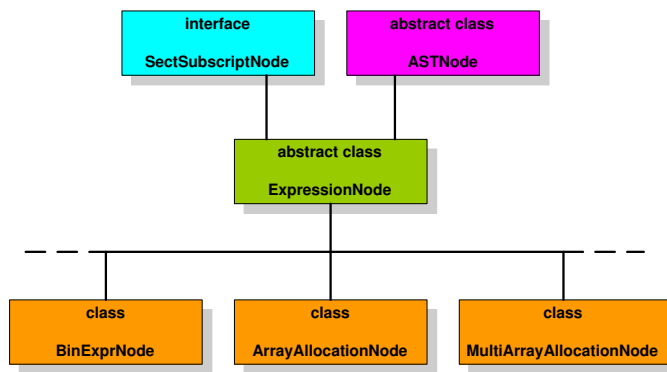 interface
SectSubscriptNode
abstract class
ASTNode
abstract class
ExpressionNode
class
BinExprNode
class
ArrayAllocationNode
class
MultiArrayAllocationNode